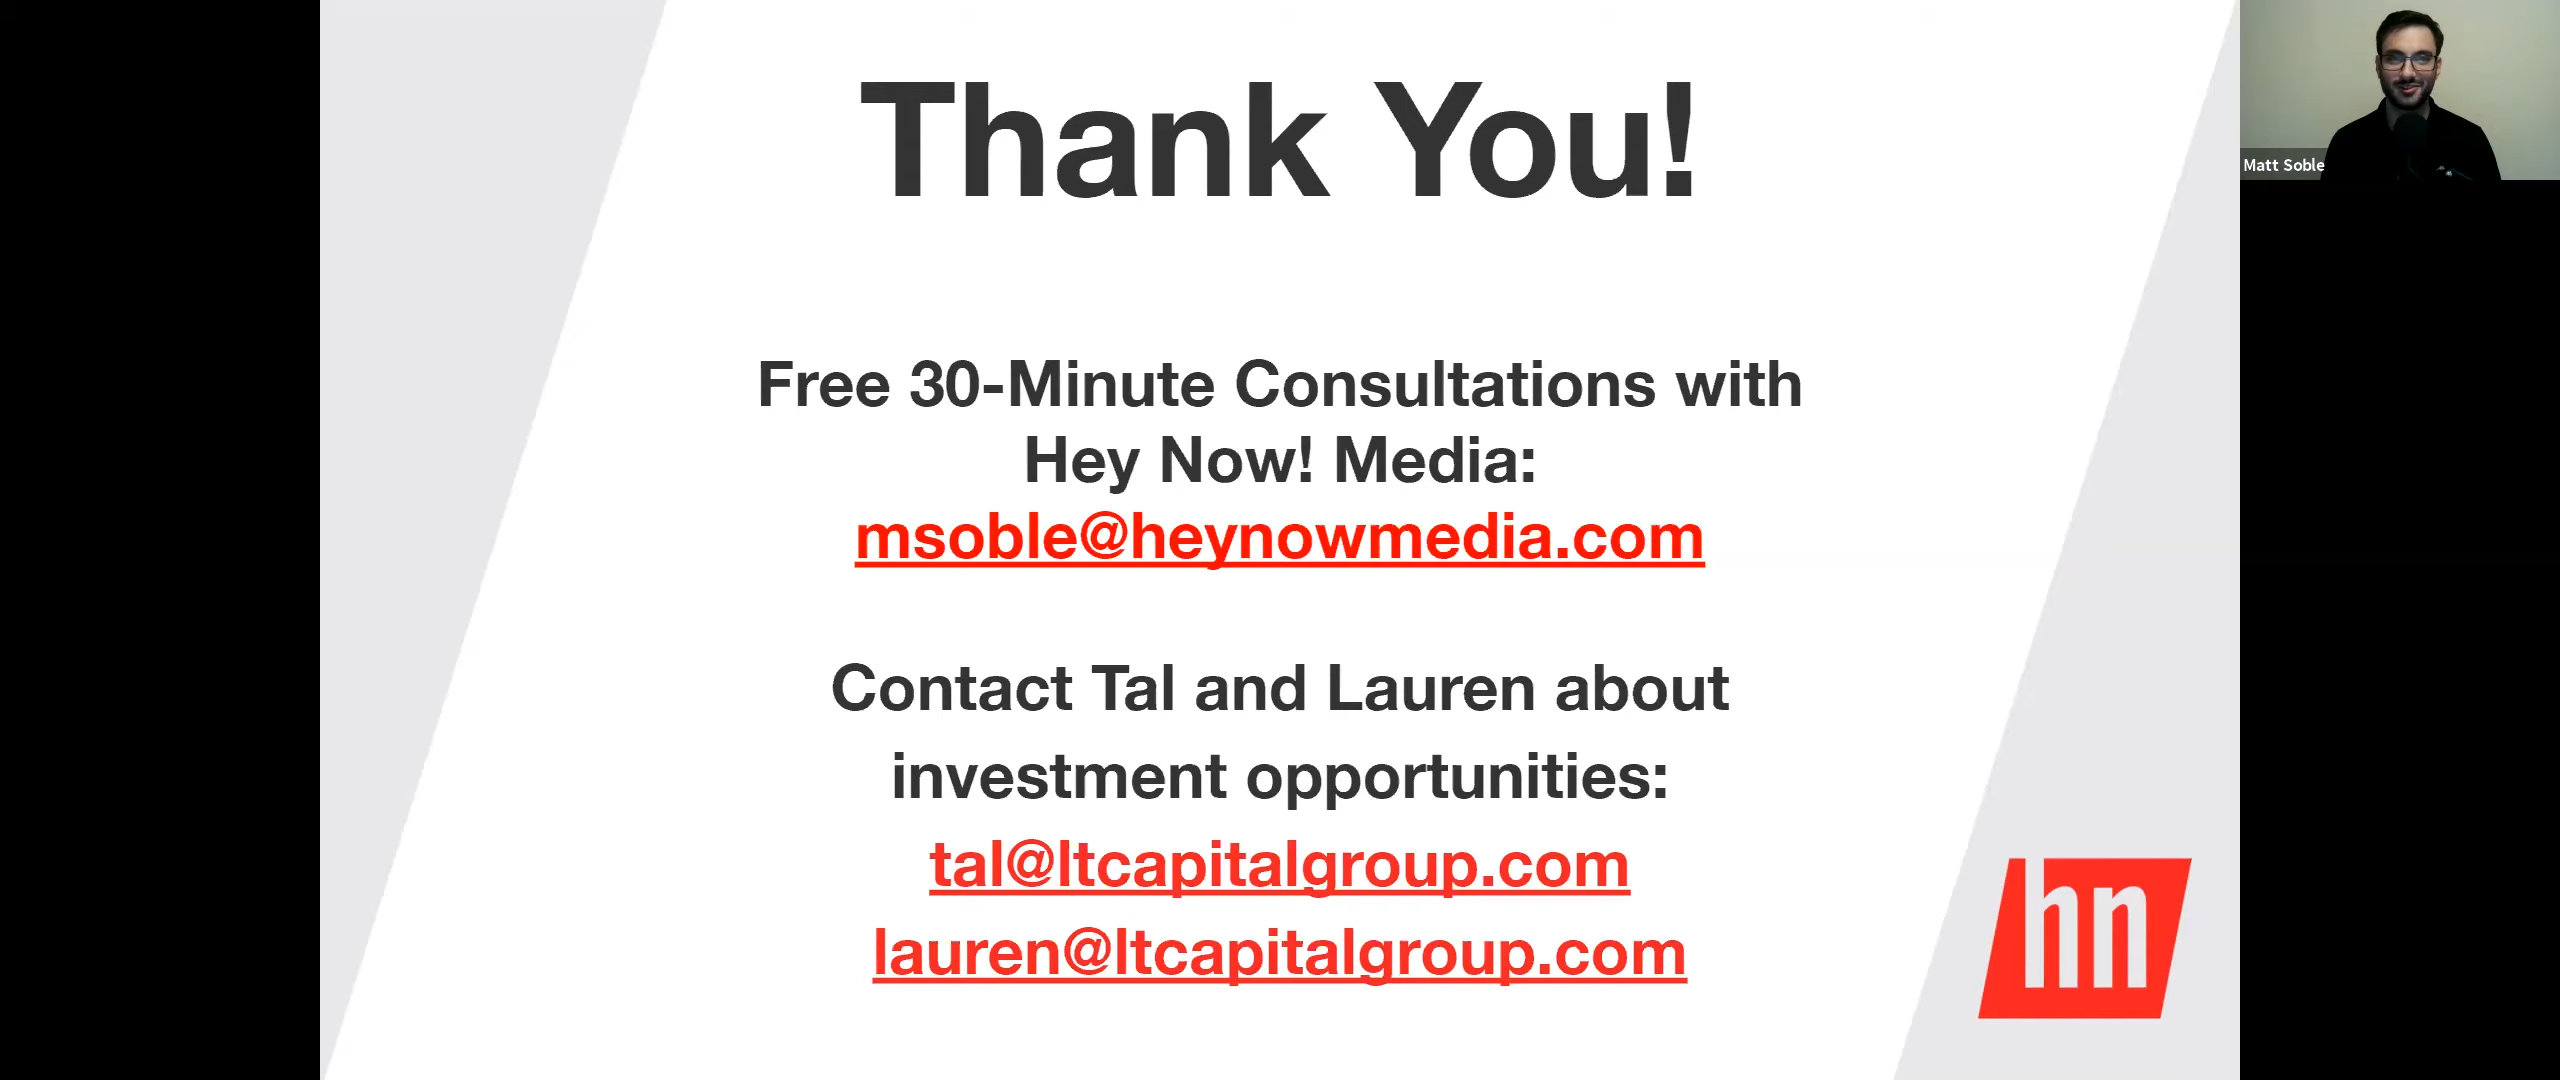 Thank You!
Matt Soble
Free 30-Minute Consultations with
Hey Now! Media:
msoble@heynowmedia.com
Contact Tal and Lauren about
investment opportunities:
tal@ltcapitalgroup.com
lauren@ltcapitalgroup.com
hn